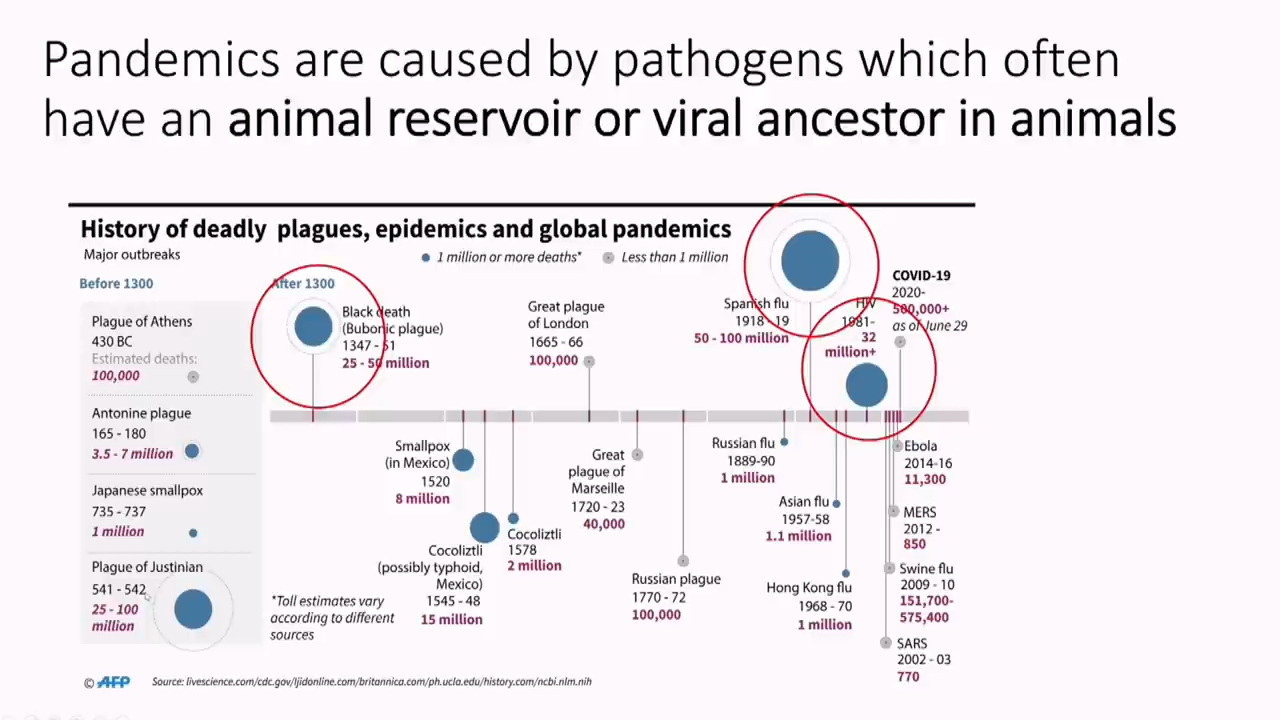 Pandemics are caused by pathogens which often
have an animal reservoir or viral ancestor in animals
History of deadly plagues, epidemics and global pandemics
Major outbreaks
1 million or more deaths*
Less than 1 million
Before 1300
Plague of Athens
430 BC
Estimated deaths:
100,000
Antonine plague
165 - 180
3.5 - 7 million
Japanese smallpox
735 - 737
1 million
Plague of Justinian
541 - 542
25 - 100
million
After 1300
Black death
(Bubonic plague)
1347 - 51
25 - 50 million
Great plague
of London
1665 - 66
100,000
Spanish flu
1918 - 19
50 - 100 million
HIV
1981-
32
million+
COVID-19
2020-
500,000+
as of June 29
Smallpox
(in Mexico)
1520
8 million
Cocoliztli
(possibly typhoid,
Mexico)
1545 - 48
15 million
Cocoliztli
1578
2 million
Great
plague of
Marseille
1720 - 23
40,000
Russian plague
1770 - 72
100,000
Russian flu
1889-90
1 million
Asian flu
1957-58
1.1 million
Hong Kong flu
1968 - 70
1 million
Ebola
2014-16
11,300
MERS
2012 -
850
Swine flu
2009 - 10
151,700-
575,400
SARS
2002 - 03
770
*Toll estimates vary
according to different
sources
© AFP
Source: livescience.com/cdc.gov/ljidonline.com/britannica.com/ph.ucla.edu/history.com/ncbi.nlm.nih